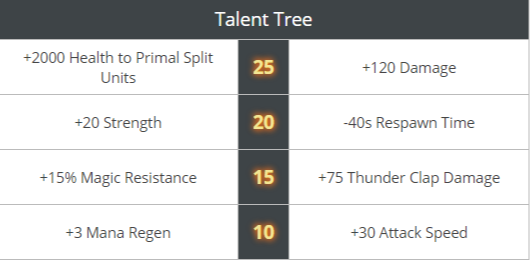 Talent Tree
+2000 Health to Primal Split
Units
25
+120 Damage
+20 Strength
20
-40s Respawn Time
+15% Magic Resistance
15
+75 Thunder Clap Damage
+3 Mana Regen
10
+30 Attack Speed